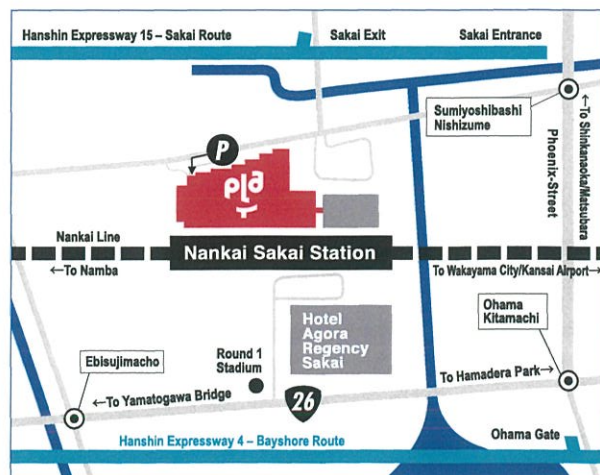 Hanshin Expressway 15 – Sakai Route
Sakai Exit
Sakai Entrance
Sumiyoshibashi
Nishizume
→To Shinkanaoka/Matsubara
Phoenix-Street
P
pla
Nankai Line
←To Namba
Nankai Sakai Station
To Wakayama City/Kansai Airport→
Hotel
Agora
Regency
Sakai
Ohama
Kitamachi
Round 1
Stadium
Ebisujimacho
To Hamadera Park→
←To Yamatogawa Bridge
26
Hanshin Expressway 4 – Bayshore Route
Ohama Gate